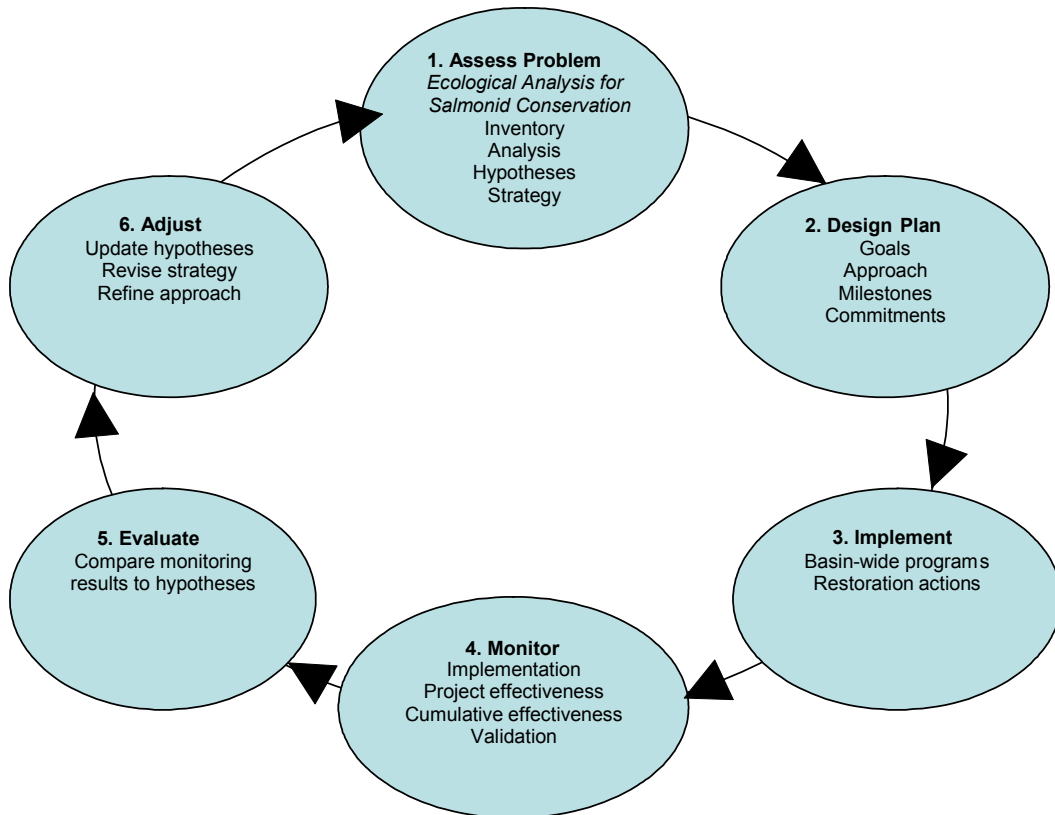 1. Assess Problem
Ecological Analysis for
Salmonid Conservation
Inventory
Analysis
Hypotheses
Strategy
2. Design Plan
Goals
Approach
Milestones
Commitments
3. Implement
Basin-wide programs
Restoration actions
4. Monitor
Implementation
Project effectiveness
Cumulative effectiveness
Validation
5. Evaluate
Compare monitoring
results to hypotheses
6. Adjust
Update hypotheses
Revise strategy
Refine approach